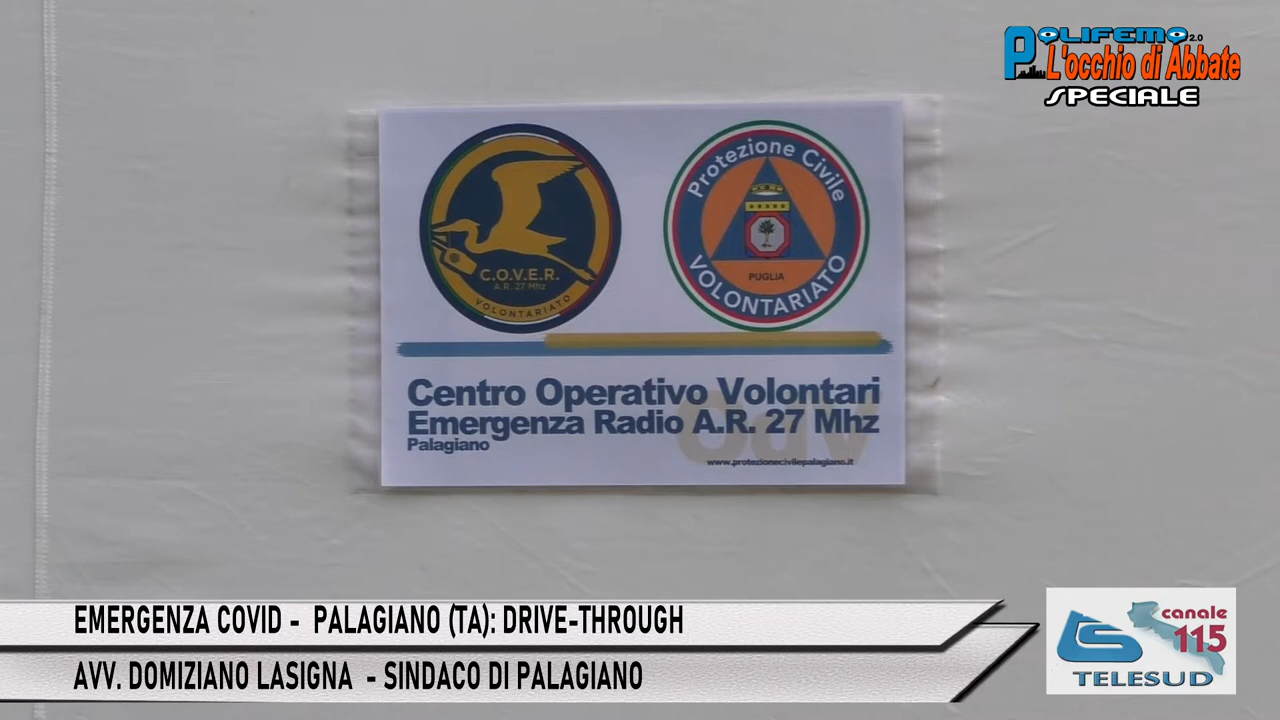 POLIFEMO 2.0
L'occhio di Abbate
SPECIALE
C.O.V.E.R.
A.R. 27 Mhz
VOLONTARIATO
Protezione Civile
PUGLIA
VOLONTARIATO
Centro Operativo Volontari
Emergenza Radio A.R. 27 Mhz
Palagiano
OdV
www.protezionecivilepalagiano.it
EMERGENZA COVID - PALAGIANO (TA): DRIVE-THROUGH
AVV. DOMIZIANO LASIGNA - SINDACO DI PALAGIANO
canale
115
TELESUD